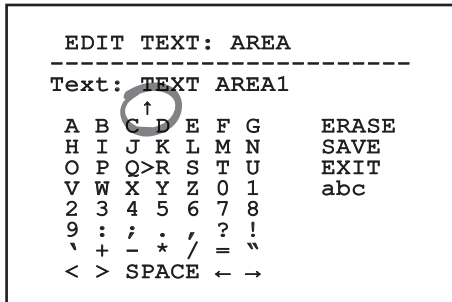 EDIT TEXT: AREA
------------------------
Text: TEXT AREA1
↑
A B C D E F G ERASE
H I J K L M N SAVE
O P Q>R S T U EXIT
V W X Y Z 0 1 abc
2 3 4 5 6 7 8
9 : ; . , ? !
‛ + - * / = ‟
< > SPACE ← →